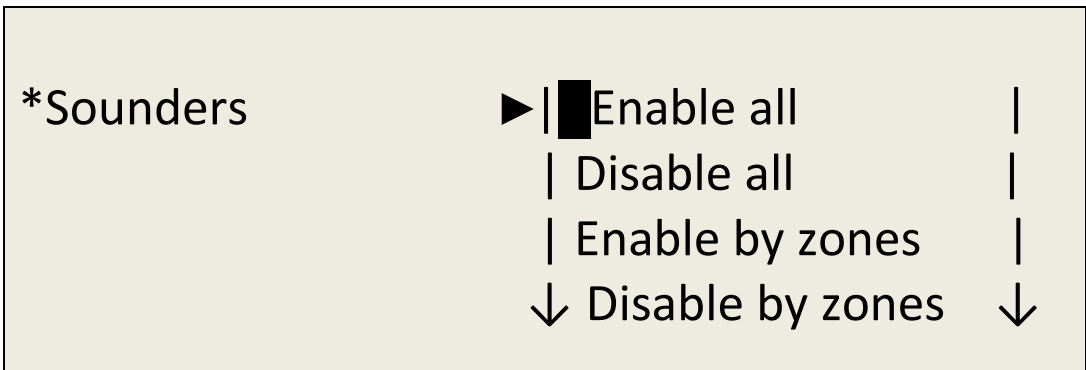 *Sounders ►| █Enable all |
| Disable all |
| Enable by zones |
↓ Disable by zones ↓